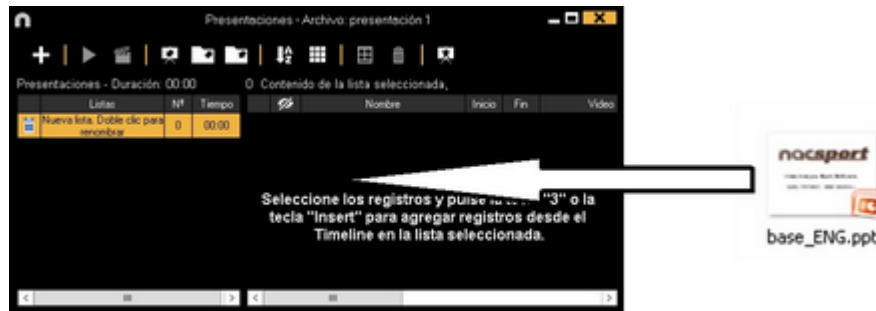 Presentaciones - Archivo: presentación 1
Presentaciones - Duración: 00:00
0 Contenido de la lista seleccionada,
Listas Nº Tiempo
Nombre Inicio Fin Video
Nueva lista. Doble clic para renombrar 0 00:00
Seleccione los registros y "3" o la
tecla "Insert" para agregar registros desde el
Timeline en la lista seleccionada.
nacsport
base_ENG.ppt